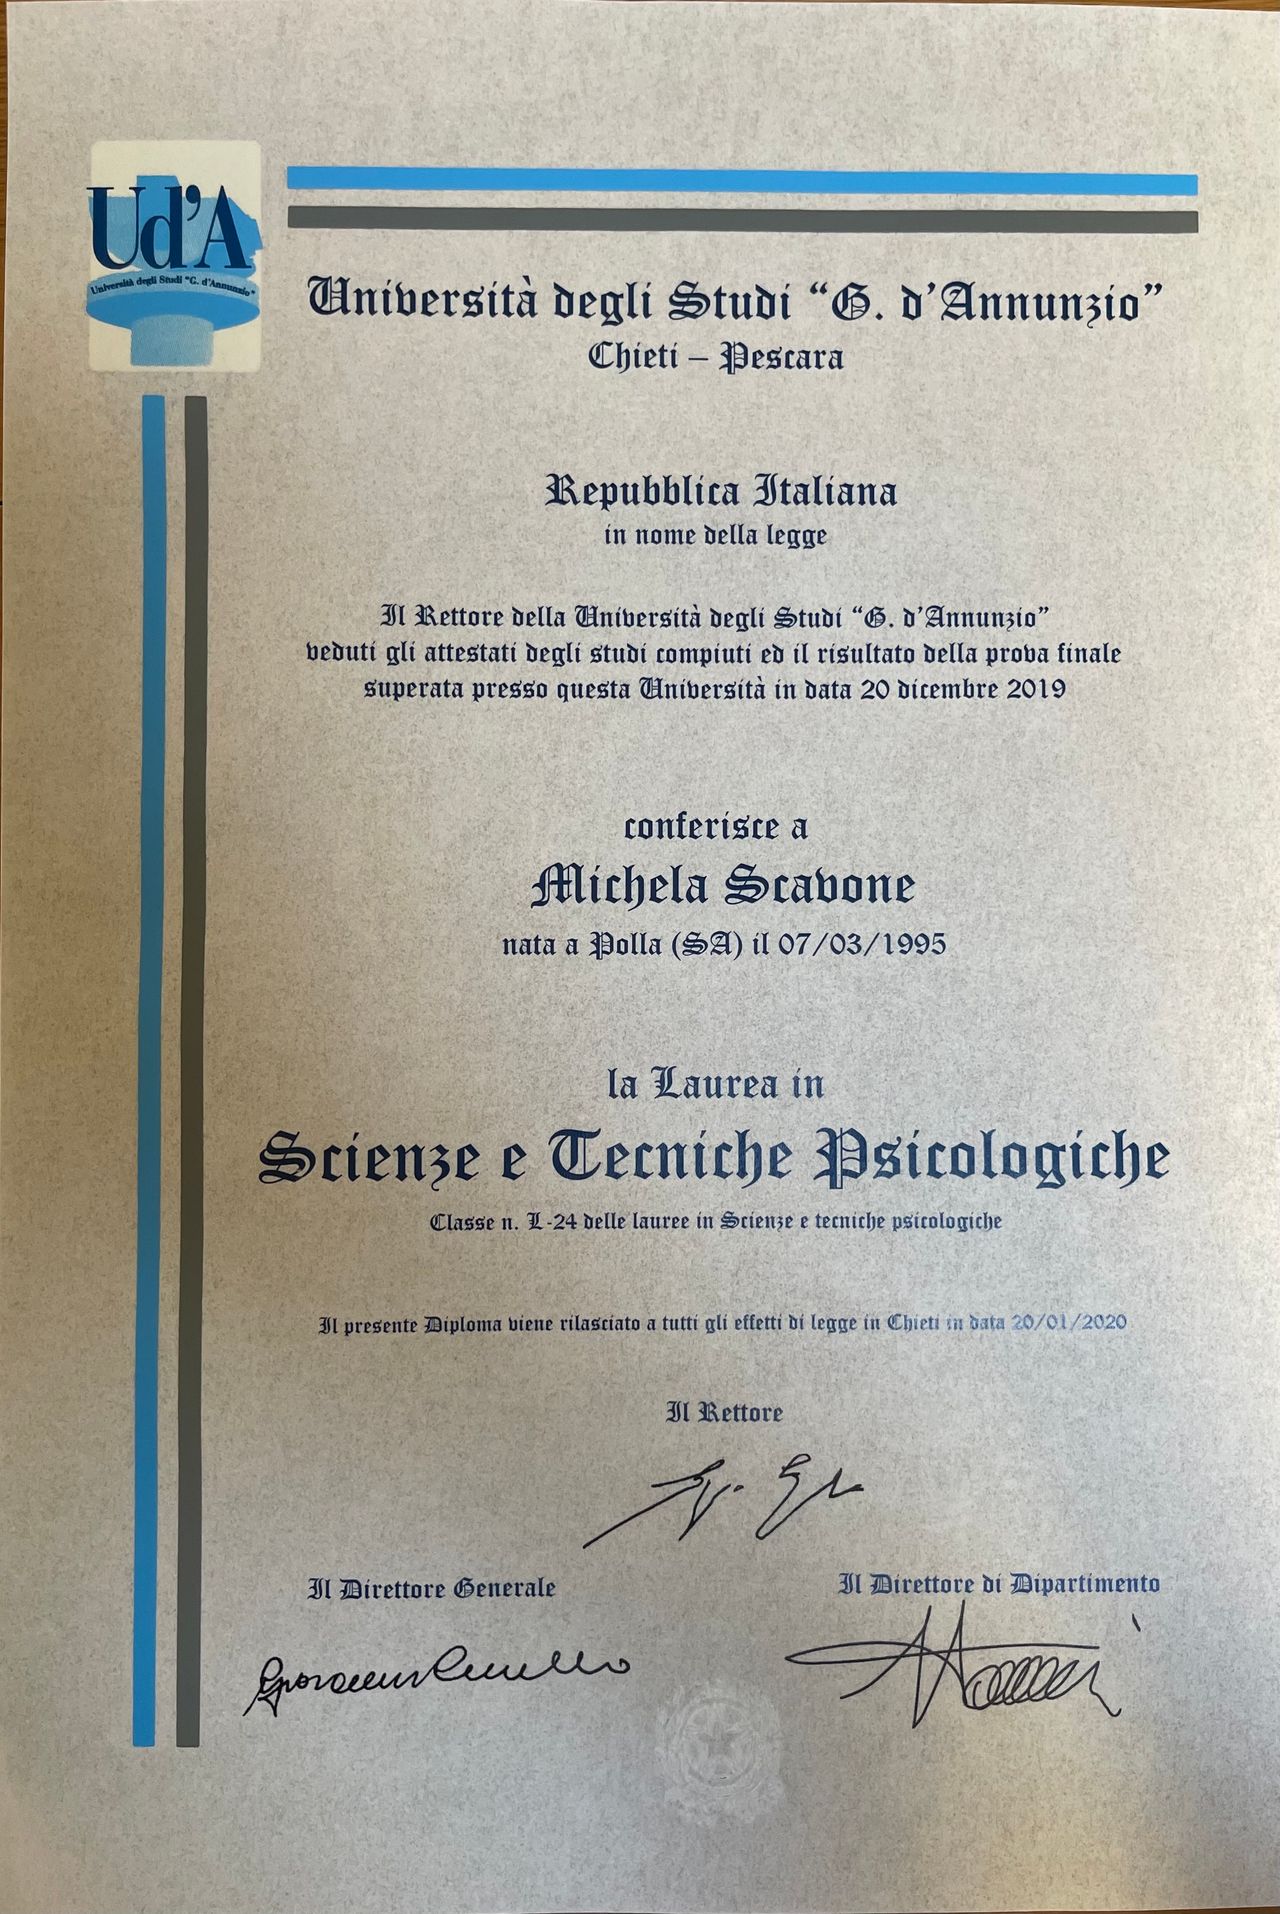 Ud'A
Università degli Studi "G. d'Annunzio"
Università degli Studi “G. d’Annunzio”
Chieti – Pescara
Repubblica Italiana
in nome della legge
Il Rettore della Università degli Studi “G. d’Annunzio”
veduti gli attestati degli studi compiuti ed il risultato della prova finale
superata presso questa Università in data 20 dicembre 2019
conferisce a
Michela Scavone
nata a Polla (SA) il 07/03/1995
la Laurea in
Scienze e Tecniche Psicologiche
Classe n. L-24 delle lauree in Scienze e tecniche psicologiche
Il presente Diploma viene rilasciato a tutti gli effetti di legge in Chieti in data 20/01/2020
Il Rettore
Il Direttore Generale
Il Direttore di Dipartimento